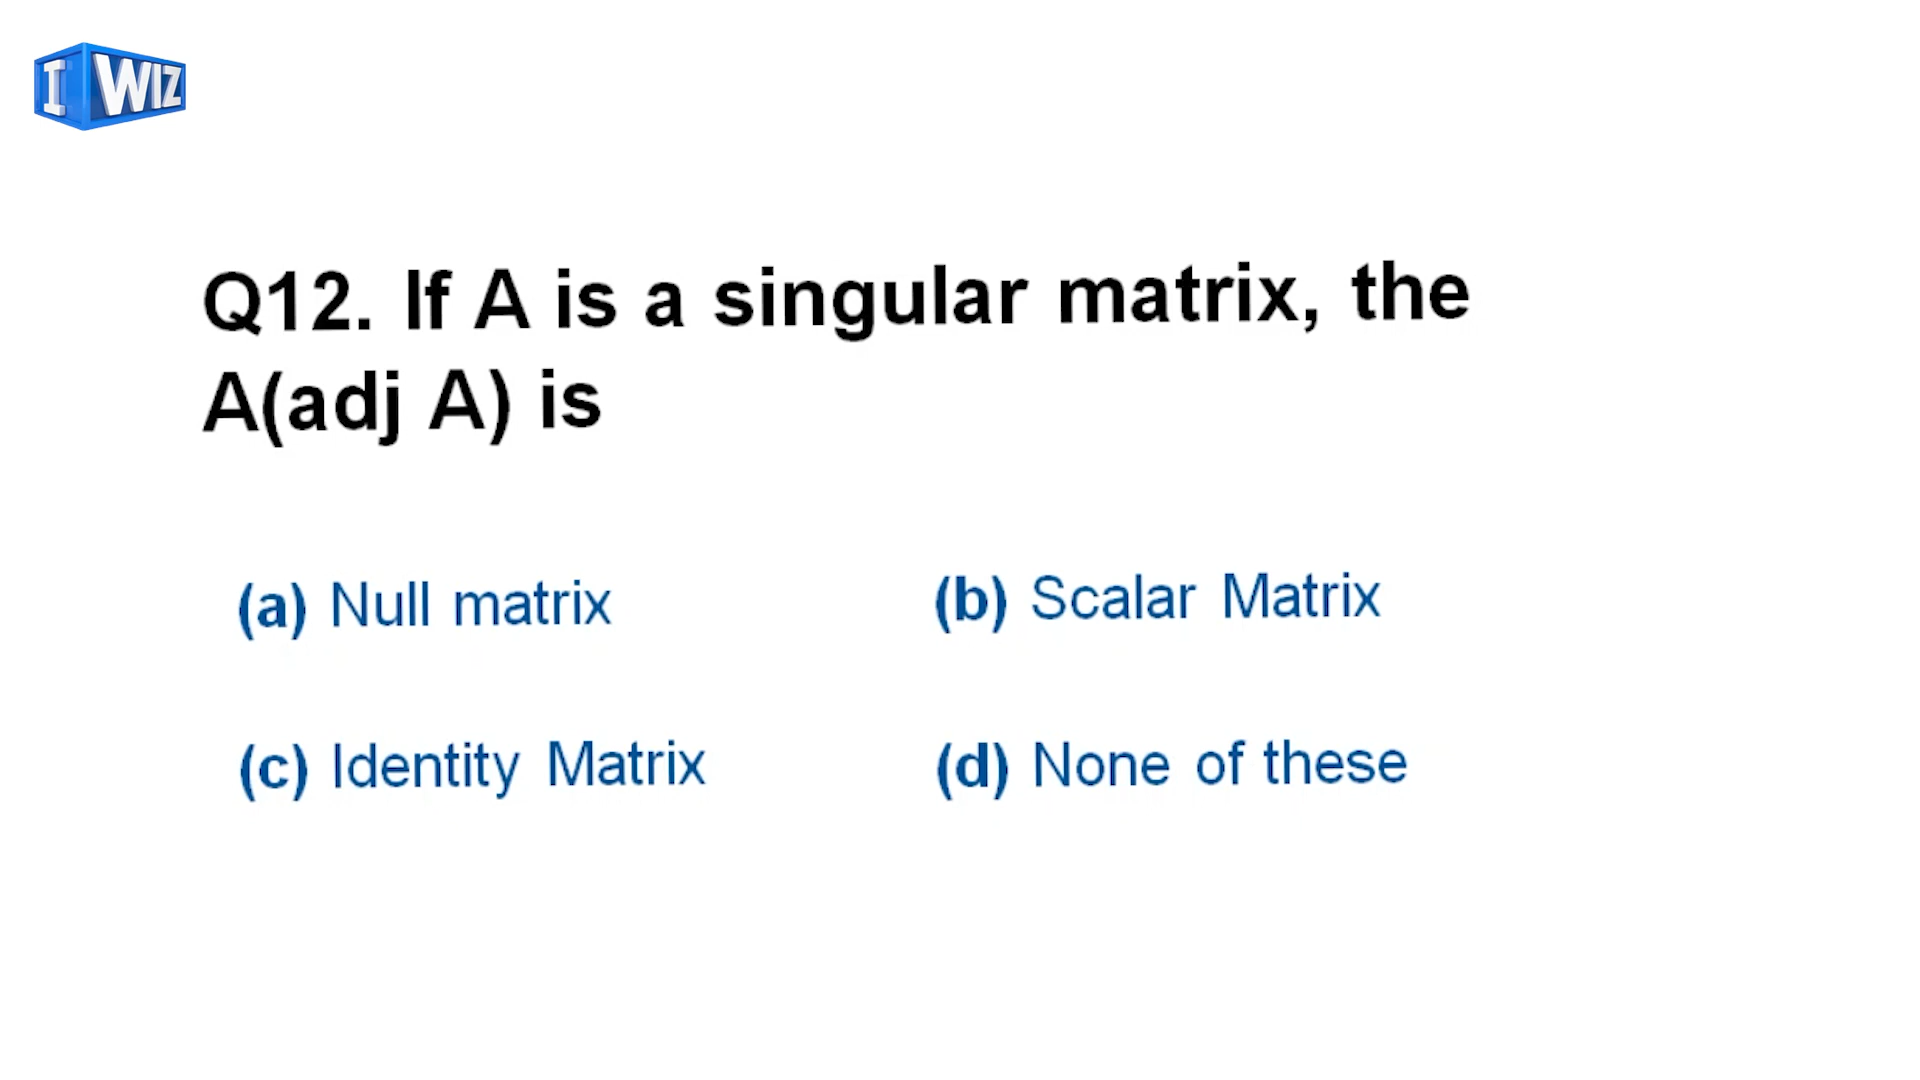 I WIZ
Q12. If A is a singular matrix, the
A(adj A) is
(a) Null matrix
(b) Scalar Matrix
(c) Identity Matrix
(d) None of these